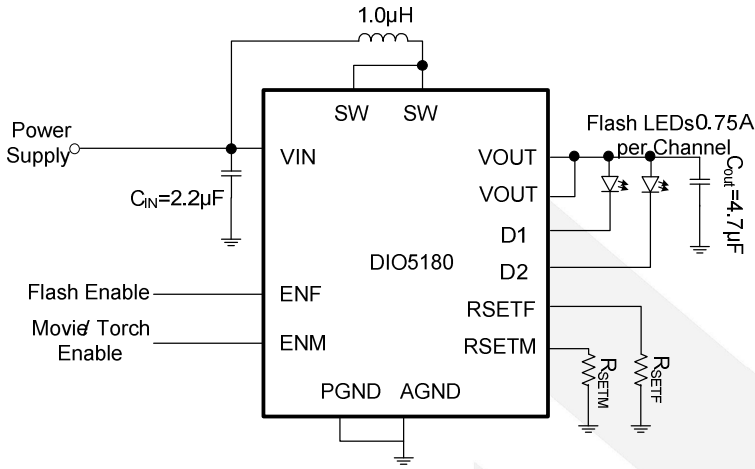 1.0µH
SW SW
Power
Supply
VIN
CIN=2.2µF
Flash LEDs0.75A
per Channel
VOUT
VOUT
Cout=4.7µF
D1
D2
DIO5180
Flash Enable
ENF
RSETF
Movie/ Torch
Enable
ENM
RSETM
RSETM
RSETF
PGND AGND